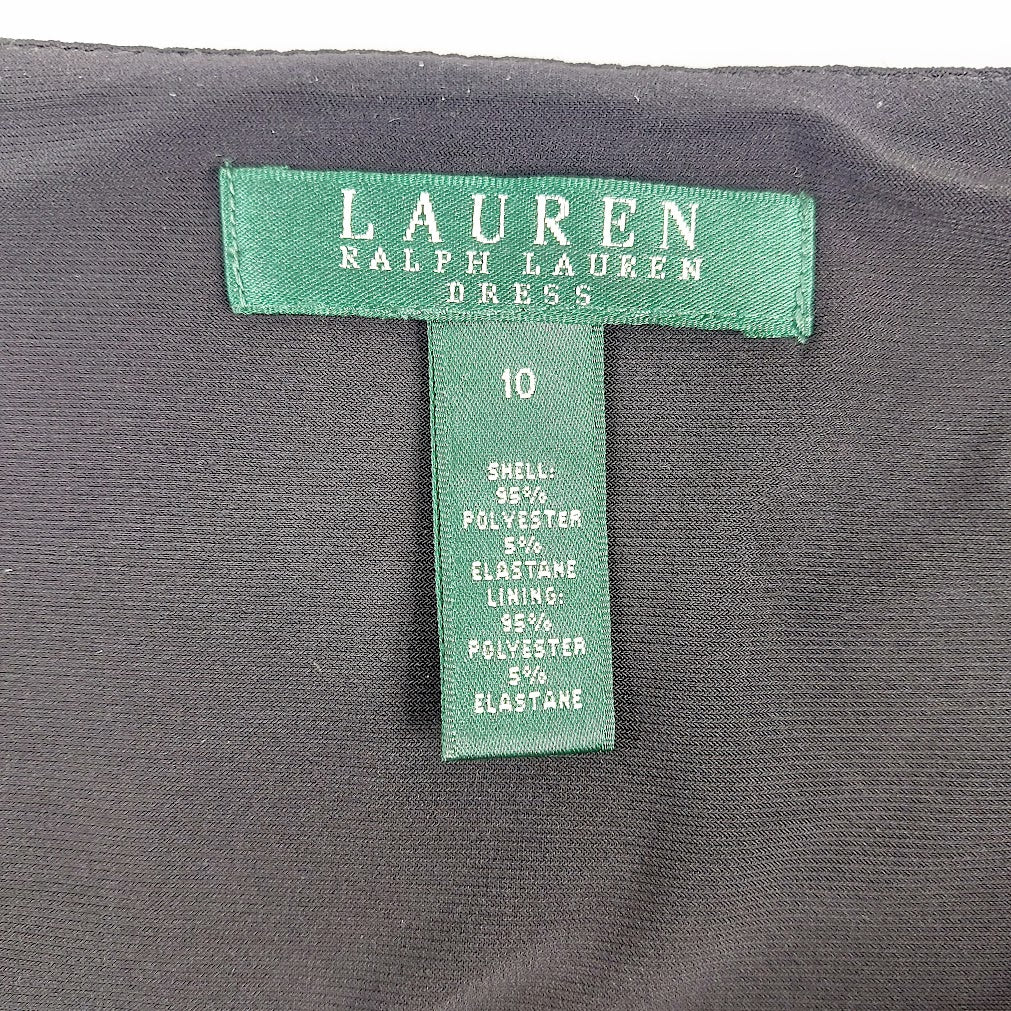 LAUREN
RALPH LAUREN
DRESS
10
SHELL:
95%
POLYESTER
5%
ELASTANE
LINING:
95%
POLYESTER
5%
ELASTANE